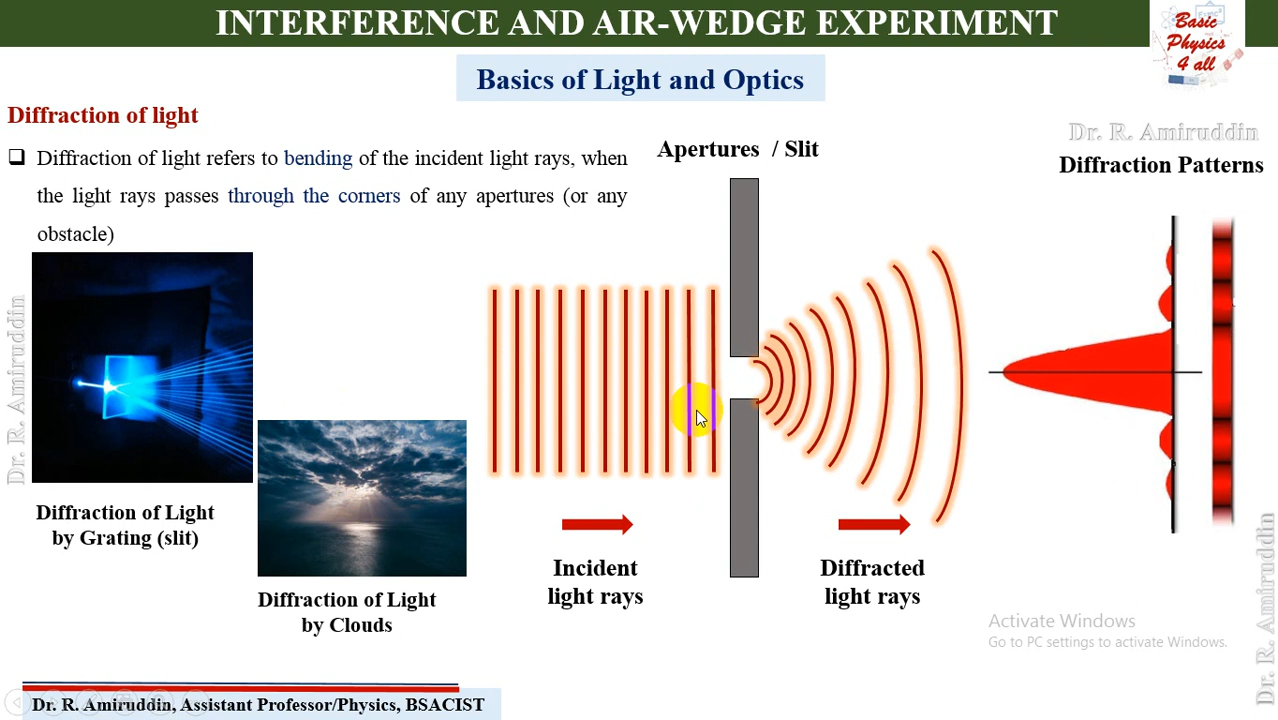 INTERFERENCE AND AIR-WEDGE EXPERIMENT
Basic
Physics
4 all
Basics of Light and Optics
Diffraction of light
Diffraction of light refers to bending of the incident light rays, when
the light rays passes through the corners of any apertures (or any
obstacle)
Apertures / Slit
Dr. R. Amiruddin
Diffraction Patterns
Dr. R. Amiruddin
Diffraction of Light
by Grating (slit)
Diffraction of Light
by Clouds
Incident
light rays
Diffracted
light rays
Activate Windows
Go to PC settings to activate Windows.
Dr. R. Amiruddin
Dr. R. Amiruddin, Assistant Professor/Physics, BSACIST